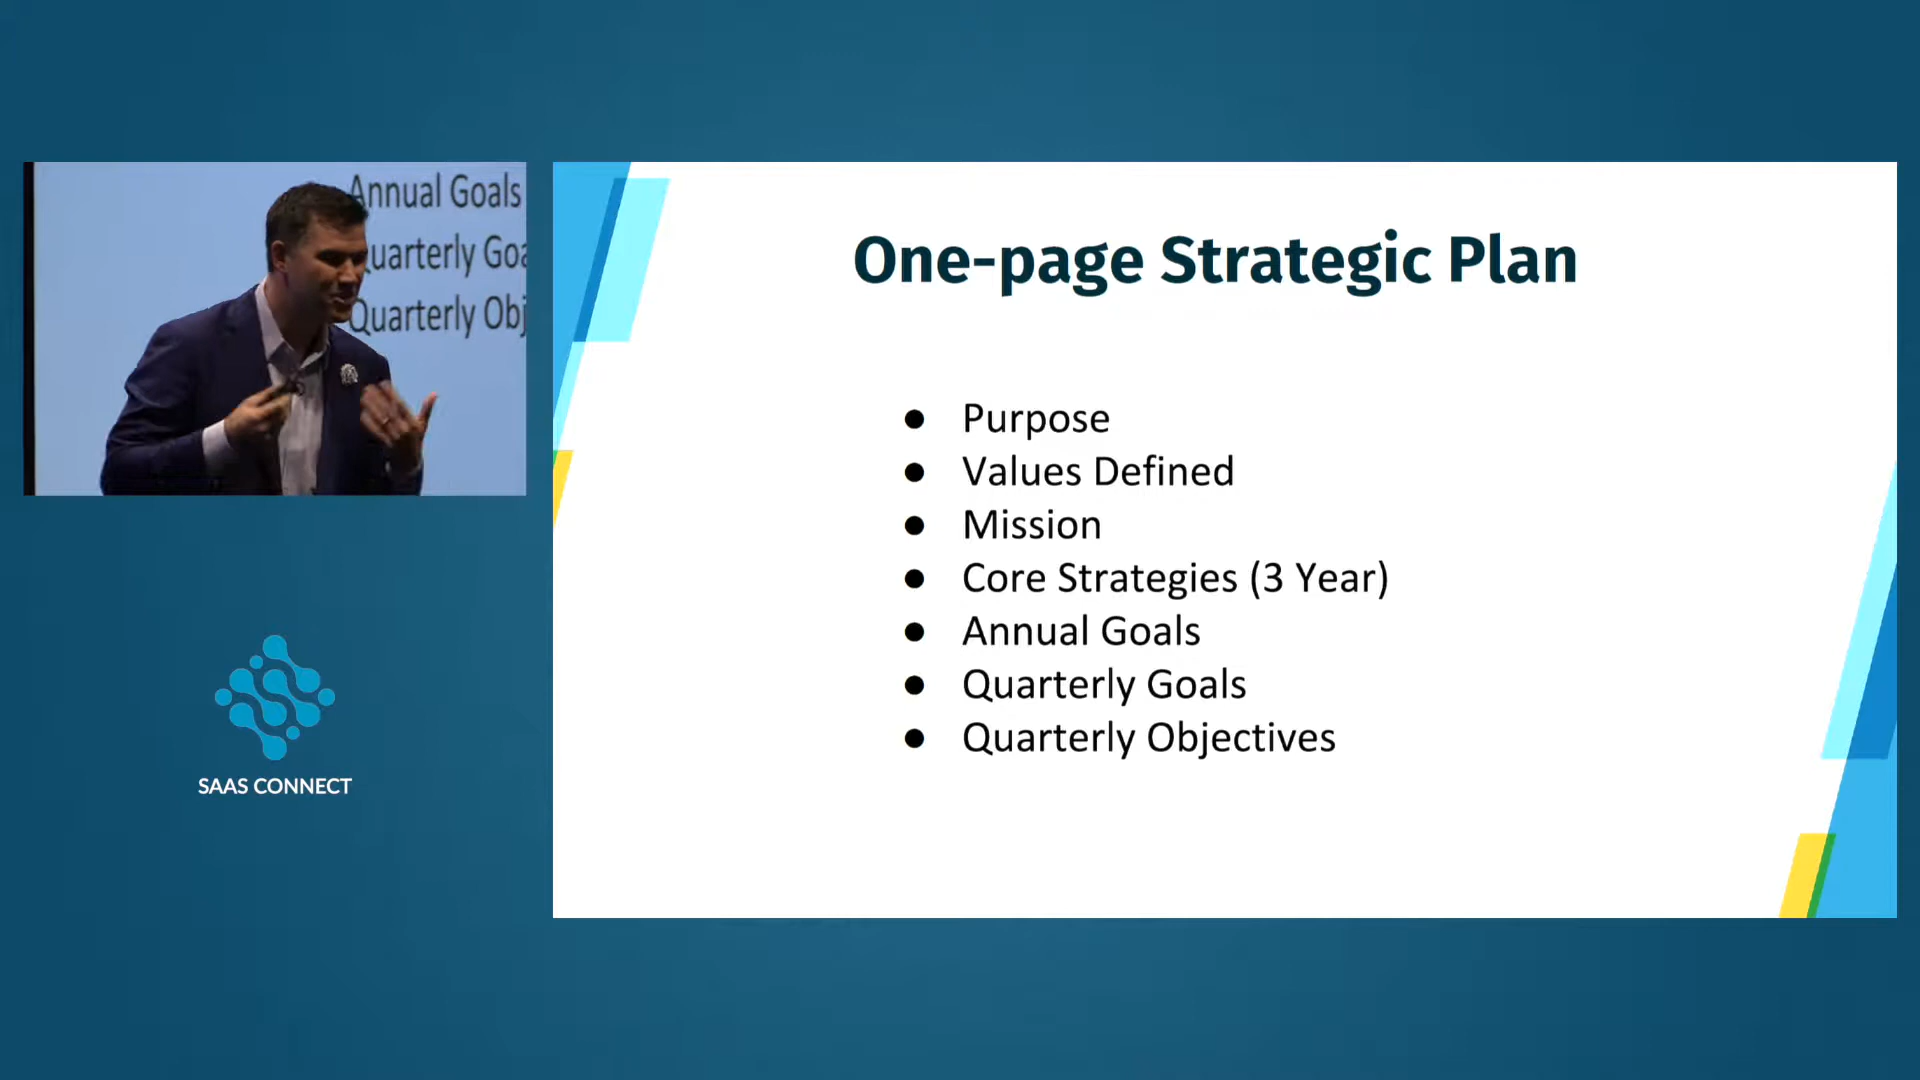 Annual Goals
Quarterly Goa
Quarterly Obj
SAAS CONNECT
One-page Strategic Plan
● Purpose
● Values Defined
● Mission
● Core Strategies (3 Year)
● Annual Goals
● Quarterly Goals
● Quarterly Objectives